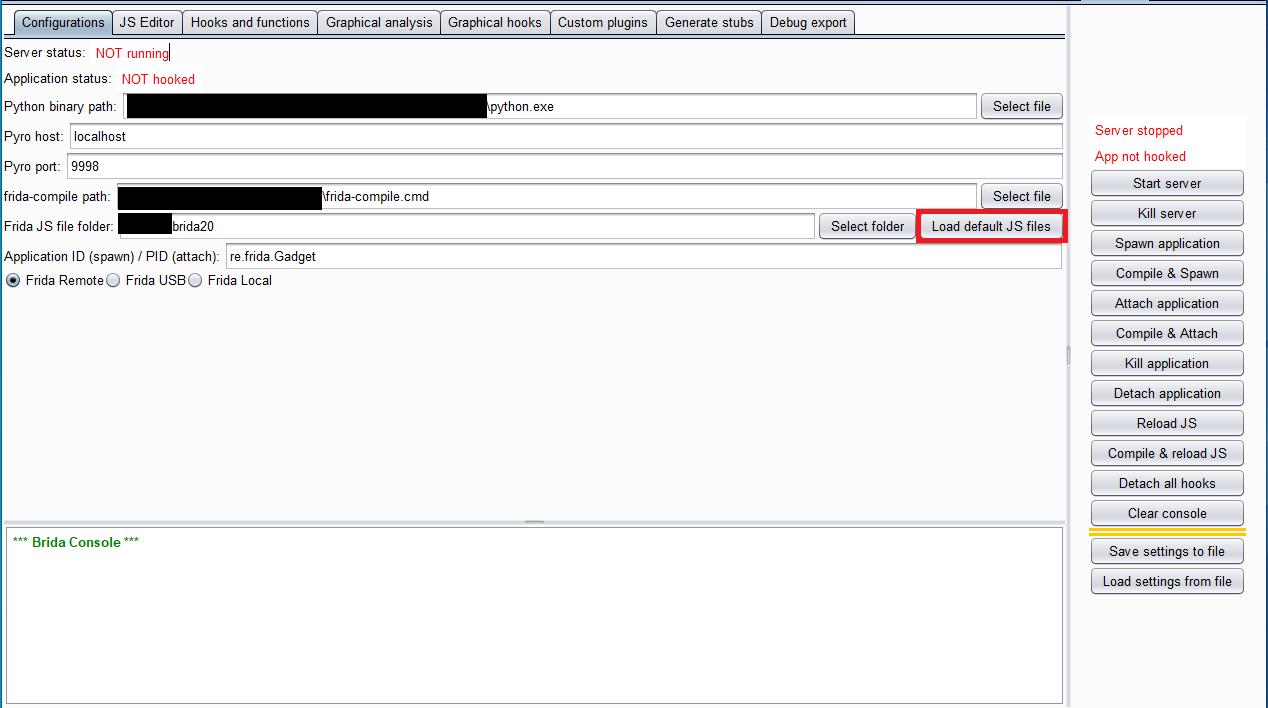 Configurations JS Editor Hooks and functions Graphical analysis Graphical hooks Custom plugins Generate stubs Debug export
Server status: NOT running
Application status: NOT hooked
Python binary path: \python.exe Select file
Pyro host: localhost
Pyro port: 9998
frida-compile path: \frida-compile.cmd Select file
Frida JS file folder: brida20 Select folder Load default JS files
Application ID (spawn) / PID (attach): re.frida.Gadget
Frida Remote Frida USB Frida Local
*** Brida Console ***
Server stopped
App not hooked
Start server
Kill server
Spawn application
Compile & Spawn
Attach application
Compile & Attach
Kill application
Detach application
Reload JS
Compile & reload JS
Detach all hooks
Clear console
Save settings to file
Load settings from file